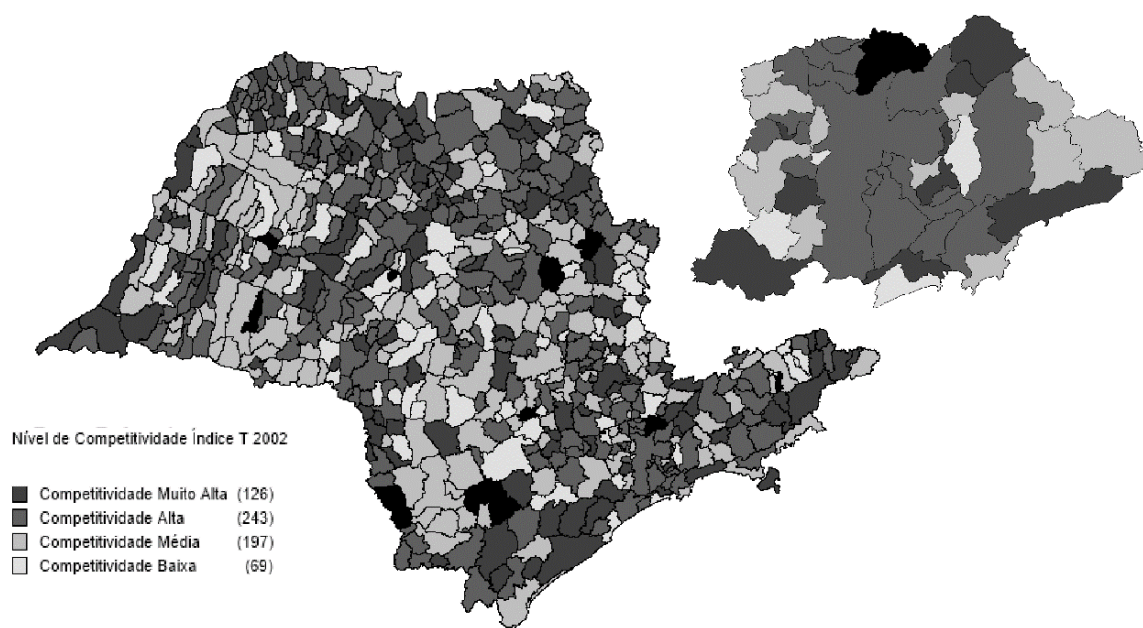 Nível de Competitividade Índice T 2002
Competitividade Muito Alta (126)
Competitividade Alta (243)
Competitividade Média (197)
Competitividade Baixa (69)